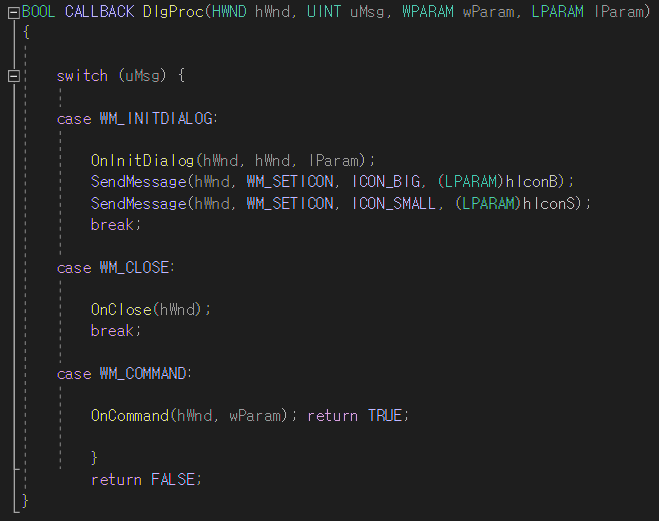 BOOL CALLBACK DlgProc(HWND hWnd, UINT uMsg, WPARAM wParam, LPARAM lParam)
{
switch (uMsg) {
case WM_INITDIALOG:
OnInitDialog(hWnd, hWnd, lParam);
SendMessage(hWnd, WM_SETICON, ICON_BIG, (LPARAM)hIconB);
SendMessage(hWnd, WM_SETICON, ICON_SMALL, (LPARAM)hIconS);
break;
case WM_CLOSE:
OnClose(hWnd);
break;
case WM_COMMAND:
OnCommand(hWnd, wParam); return TRUE;
}
return FALSE;
}